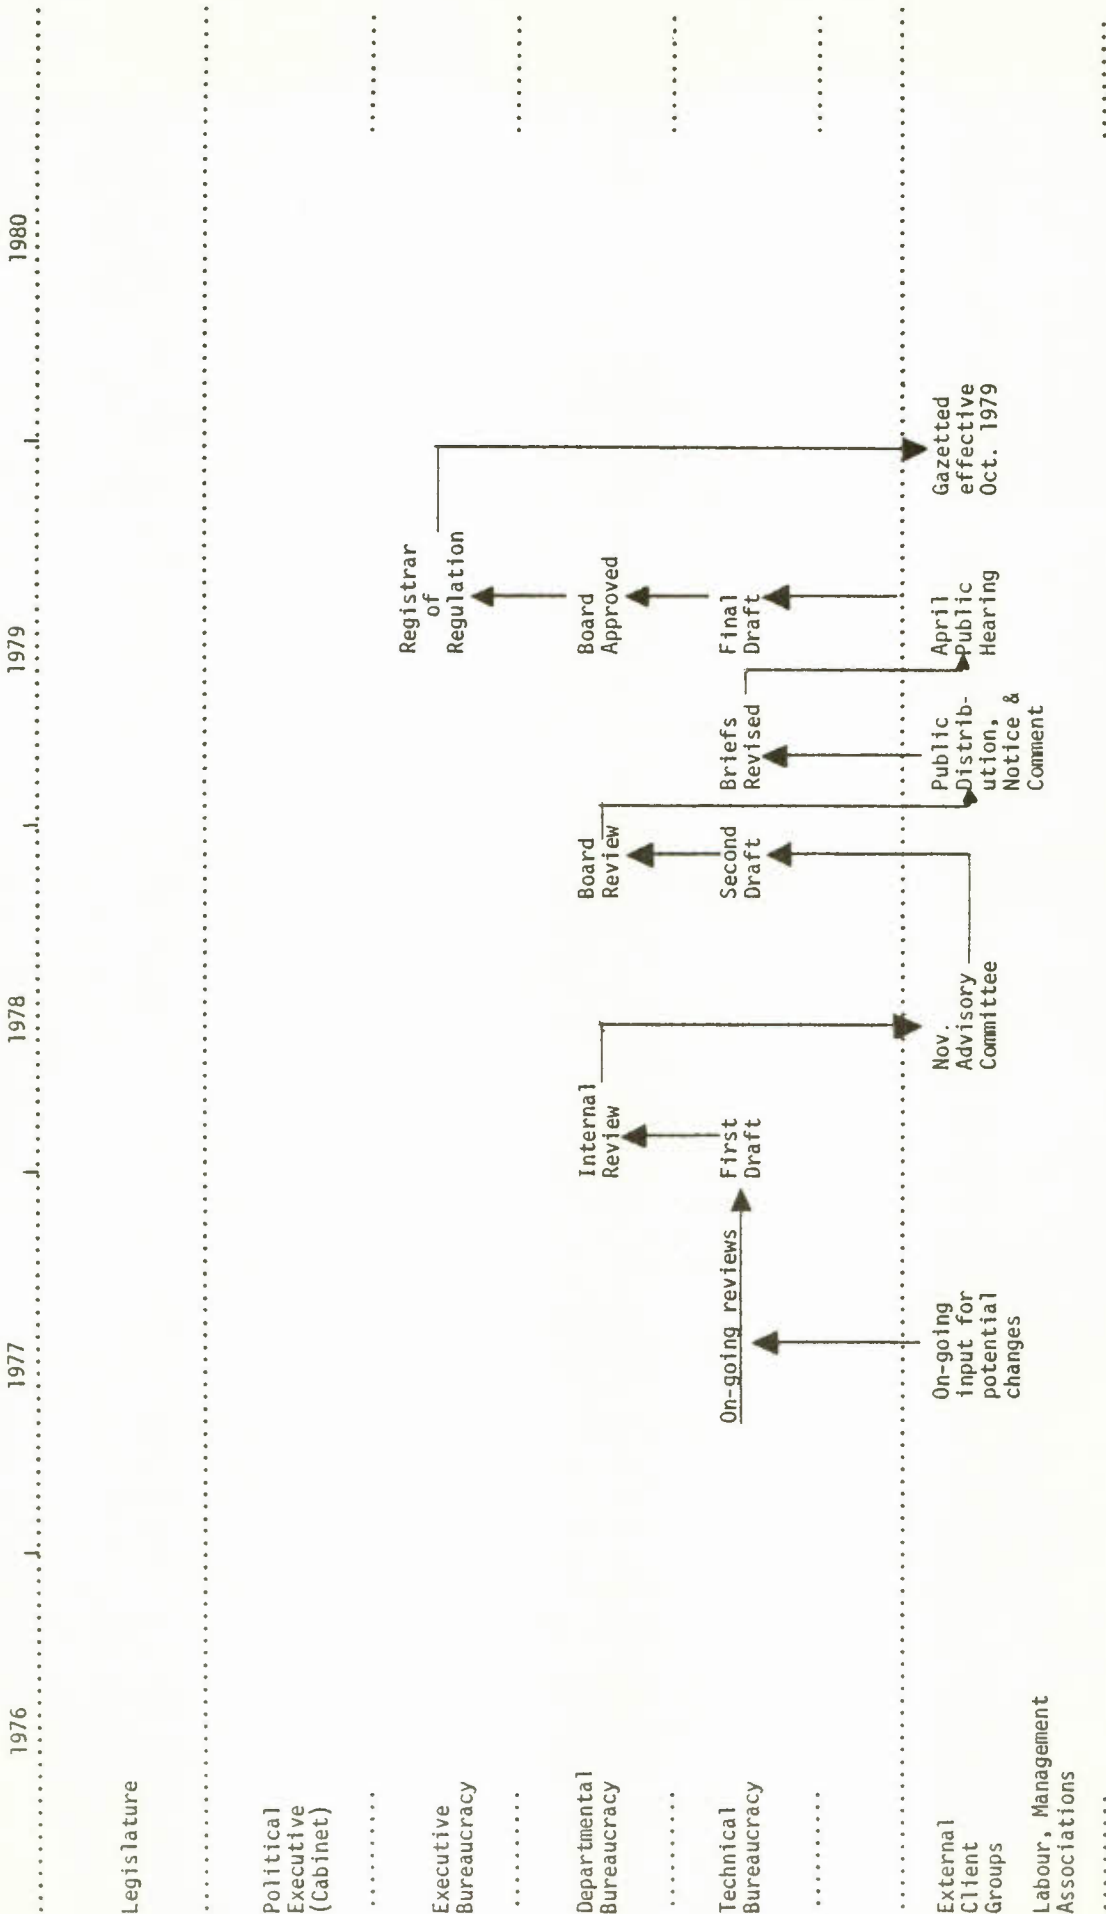 1976
1977
1978
1979
1980
Legislature
Political
Executive
(Cabinet)
Executive
Bureaucracy
Registrar
of
Regulation
Departmental
Bureaucracy
Internal
Review
Board
Review
Board
Approved
Technical
Bureaucracy
On-going reviews
First
Draft
Second
Draft
Briefs
Revised
Final
Draft
External
Client
Groups
Labour, Management
Associations
On-going
input for
potential
changes
Nov.
Advisory
Committee
Public
Distrib-
ution,
Notice &
Comment
April
Public
Hearing
Gazetted
effective
Oct. 1979